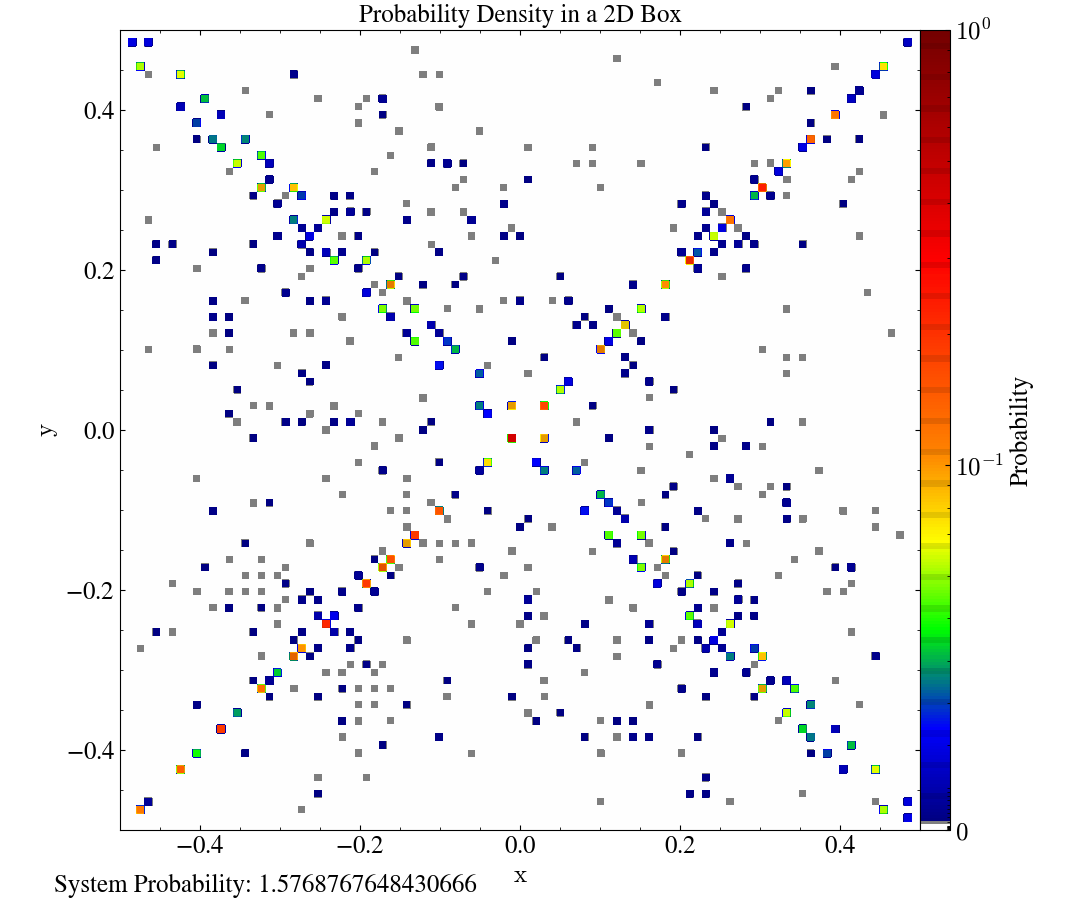 Probability Density in a 2D Box
10^0
0.4
0.2
0.0
−0.2
−0.4
y
10^−1
Probability
0
−0.4 −0.2 0.0 0.2 0.4
x
System Probability: 1.5768767648430666